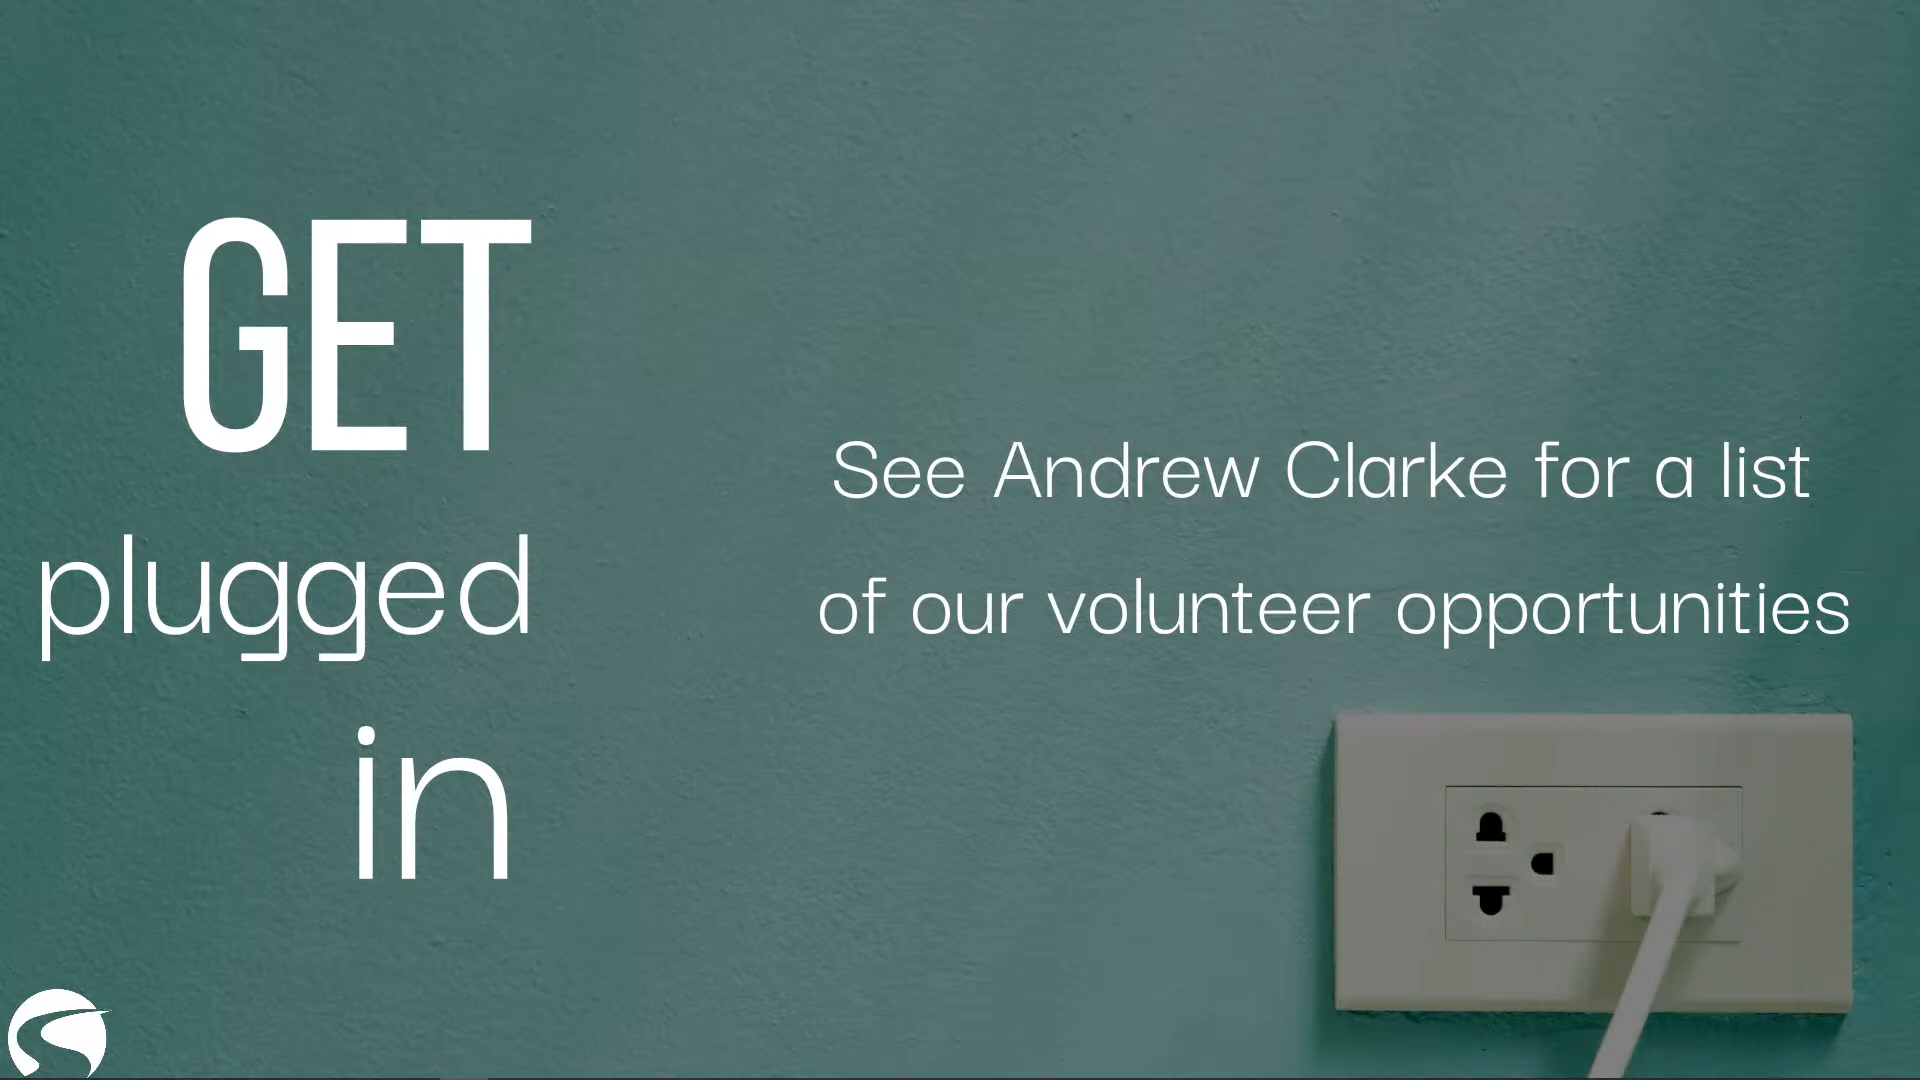 GET
plugged
in
See Andrew Clarke for a list
of our volunteer opportunities